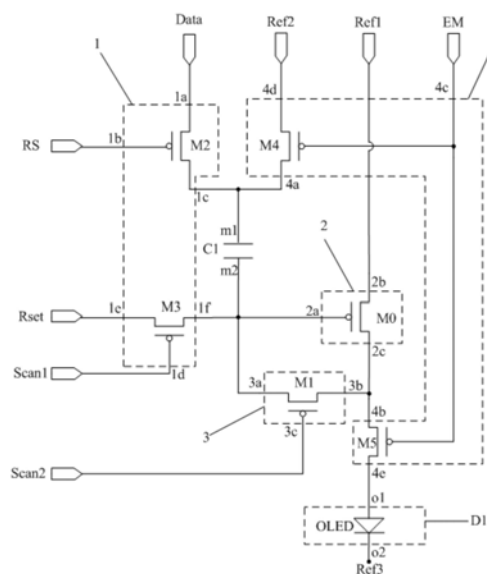 Data Ref2 Ref1 EM
1
1a 4d 4c
RS 1b M2 M4
1c 4a
m1
C1
m2 2
2b
Rset 1e M3 1f 2a M0
2c
Scan1 1d
3a M1 3b
4b
3 3c M5
Scan2 4e
o1
OLED D1
o2
Ref3